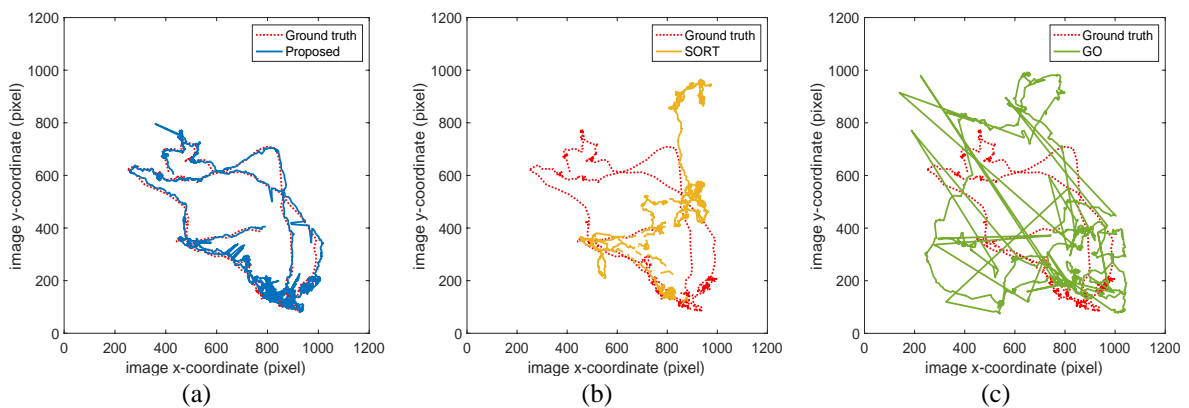 1200
1000
800
600
400
200
0
0 200 400 600 800 1000 1200
image y-coordinate (pixel)
image x-coordinate (pixel)
Ground truth
Proposed
(a)
1200
1000
800
600
400
200
0
0 200 400 600 800 1000 1200
image y-coordinate (pixel)
image x-coordinate (pixel)
Ground truth
SORT
(b)
1200
1000
800
600
400
200
0
0 200 400 600 800 1000 1200
image y-coordinate (pixel)
image x-coordinate (pixel)
Ground truth
GO
(c)